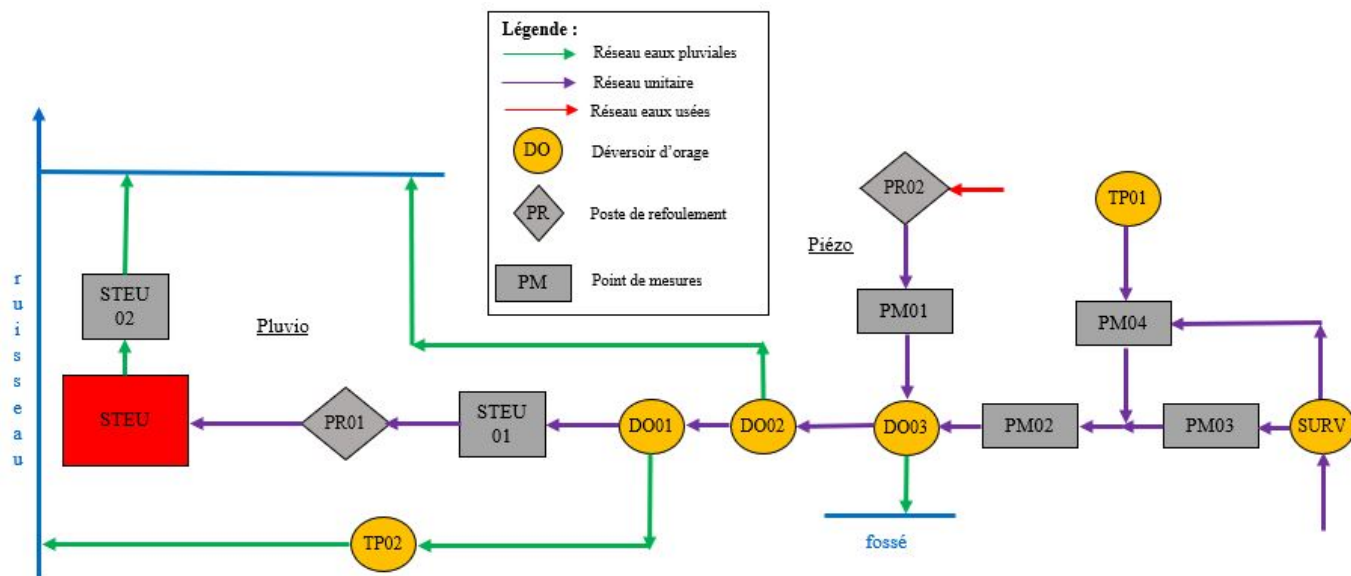 Légende :
Réseau eaux pluviales
Réseau unitaire
Réseau eaux usées
DO
Déversoir d'orage
PR
Poste de refoulement
PM
Point de mesures
PR02
TP01
Piézo
ruisseau
STEU
02
Pluvio
PM01
PM04
STEU
PR01
STEU
01
DO01
DO02
DO03
PM02
PM03
SURV
TP02
fossé